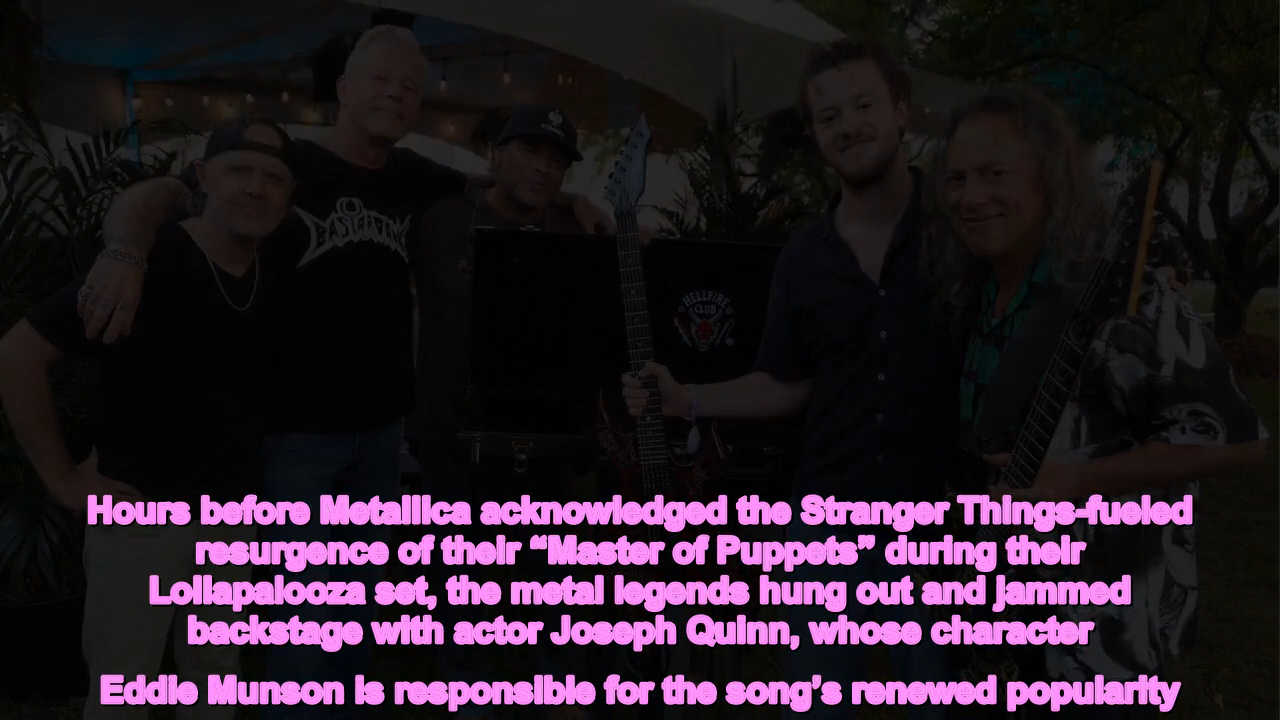 HELLFIRE
CLUB
Hours before Metallica acknowledged the Stranger Things-fueled
resurgence of their “Master of Puppets” during their
Lollapalooza set, the metal legends hung out and jammed
backstage with actor Joseph Quinn, whose character
Eddie Munson is responsible for the song’s renewed popularity